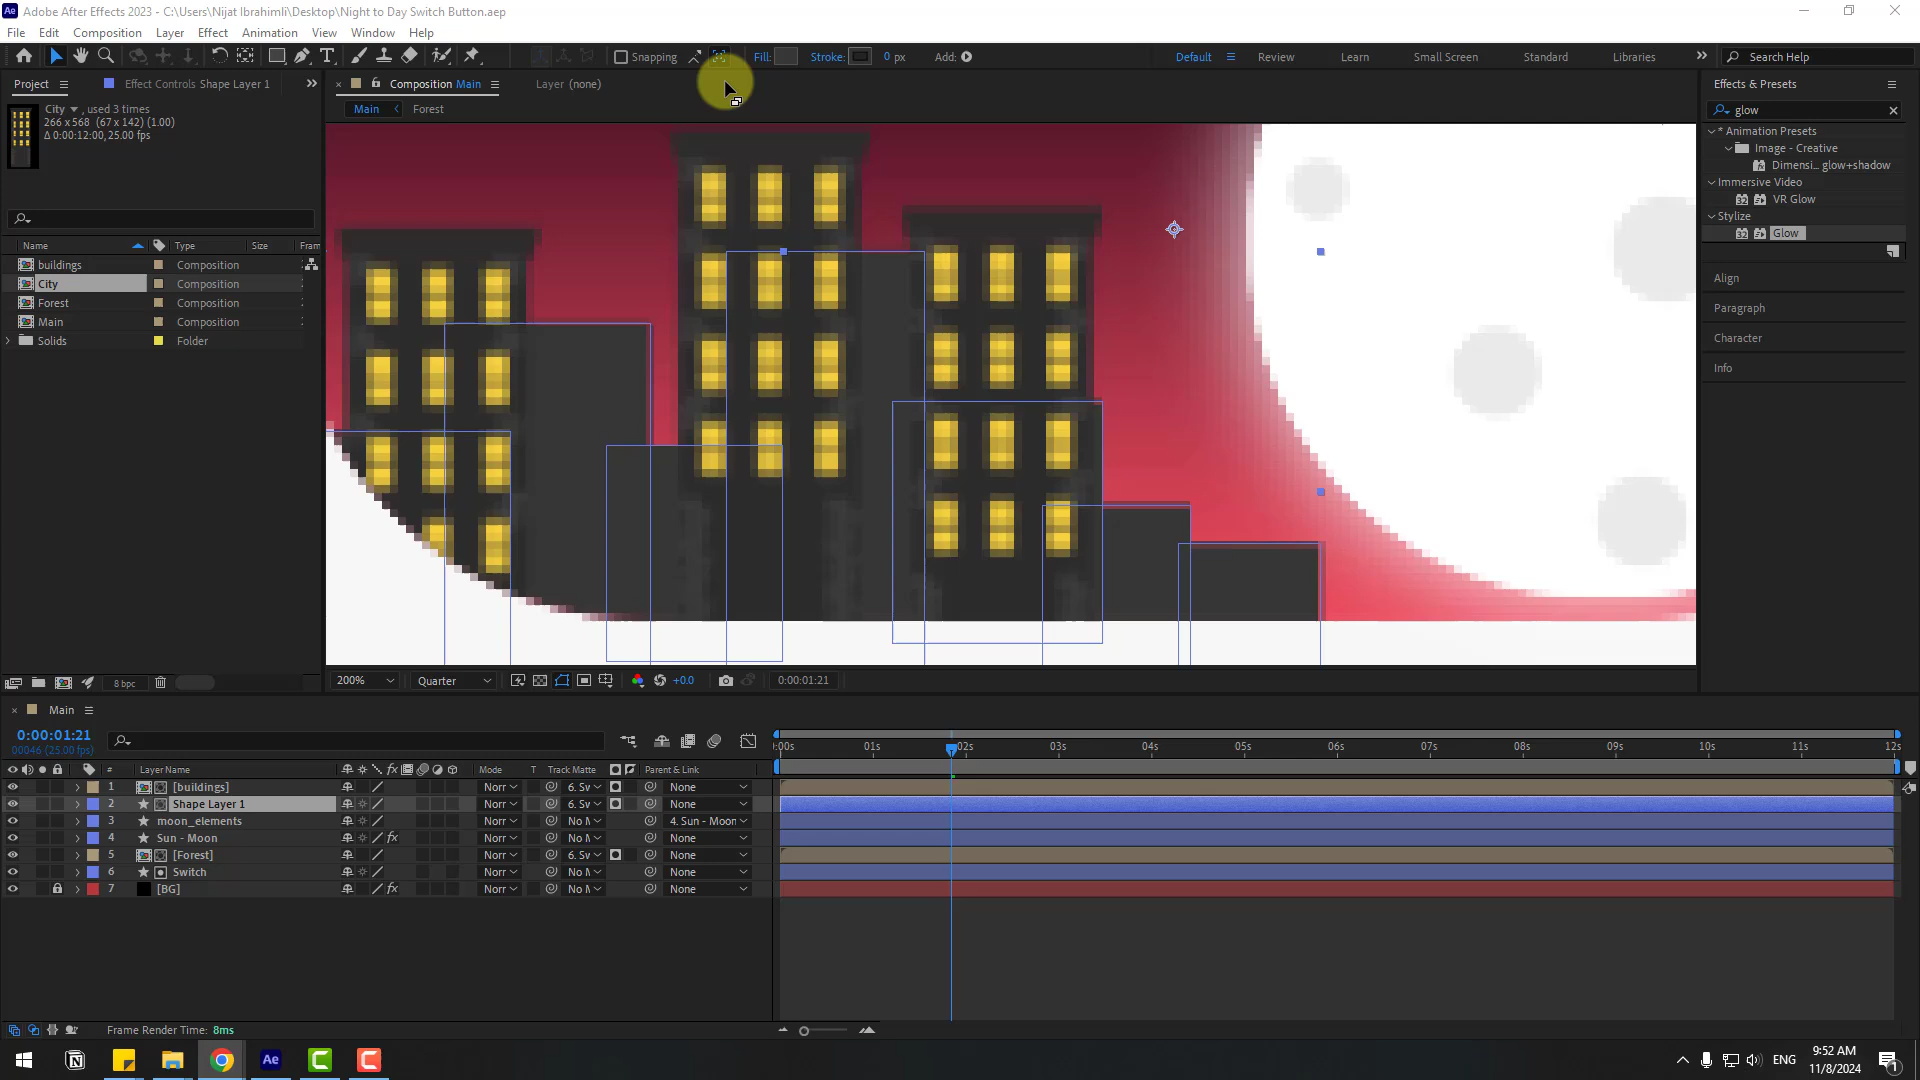 Adobe After Effects 2023 - C:\Users\Nijat Ibrahimli\Desktop\Night to Day Switch Button.aep
File Edit Composition Layer Effect Animation View Window Help
Snapping Fill: Stroke: 0 px Add: Default Review Learn Small Screen Standard Libraries Search Help
Project Effect Controls Shape Layer 1 Composition Main Layer (none) Effects & Presets
Main Forest
City , used 3 times
266 x 568 (67 x 142) (1.00)
Δ 0:00:12:00, 25.00 fps
glow
* Animation Presets
Image - Creative
Dimensi... glow+shadow
Immersive Video
VR Glow
Stylize
Glow
Align
Paragraph
Character
Info
Name Type Size Fram
buildings Composition
City Composition
Forest Composition
Main Composition
Solids Folder
8 bpc
200% Quarter +0.0 0:00:01:21
Main
0:00:01:21
00046 (25.00 fps)
:00s 01s 02s 03s 04s 05s 06s 07s 08s 09s 10s 11s 12s
# Layer Name Mode T Track Matte Parent & Link
1 [buildings] Norr 6. Sv None
2 Shape Layer 1 Norr 6. Sv None
3 moon_elements Norr No M 4. Sun - Moon
4 Sun - Moon Norr No M None
5 [Forest] Norr 6. Sv None
6 Switch Norr No M None
7 [BG] Norr No M None
Frame Render Time: 8ms
ENG
9:52 AM
11/8/2024